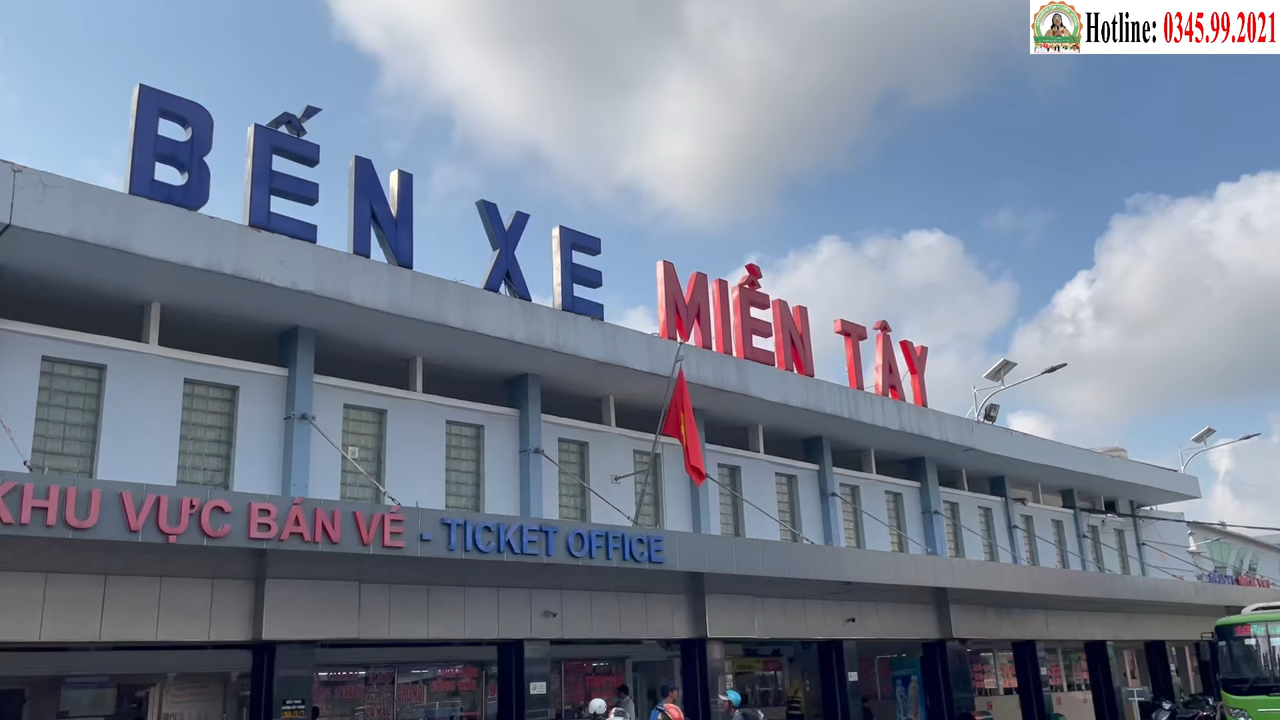 Hotline: 0345.99.2021
BẾN XE MIỀN TÂY
KHU VỰC BÁN VÉ - TICKET OFFICE